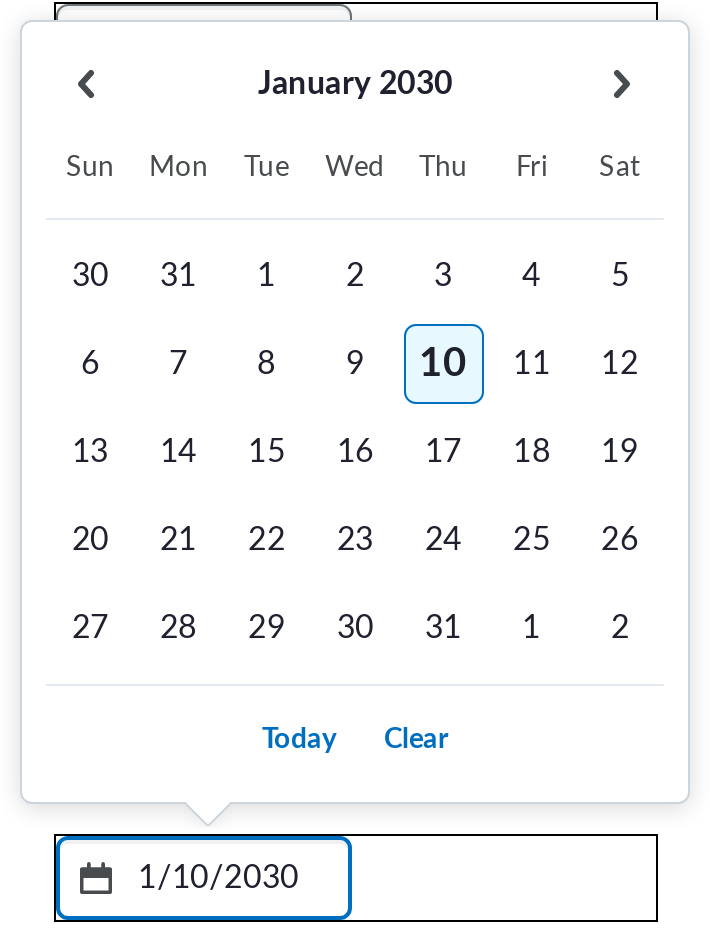 January 2030
Sun Mon Tue Wed Thu Fri Sat
30 31 1 2 3 4 5
6 7 8 9 10 11 12
13 14 15 16 17 18 19
20 21 22 23 24 25 26
27 28 29 30 31 1 2
Today Clear
1/10/2030